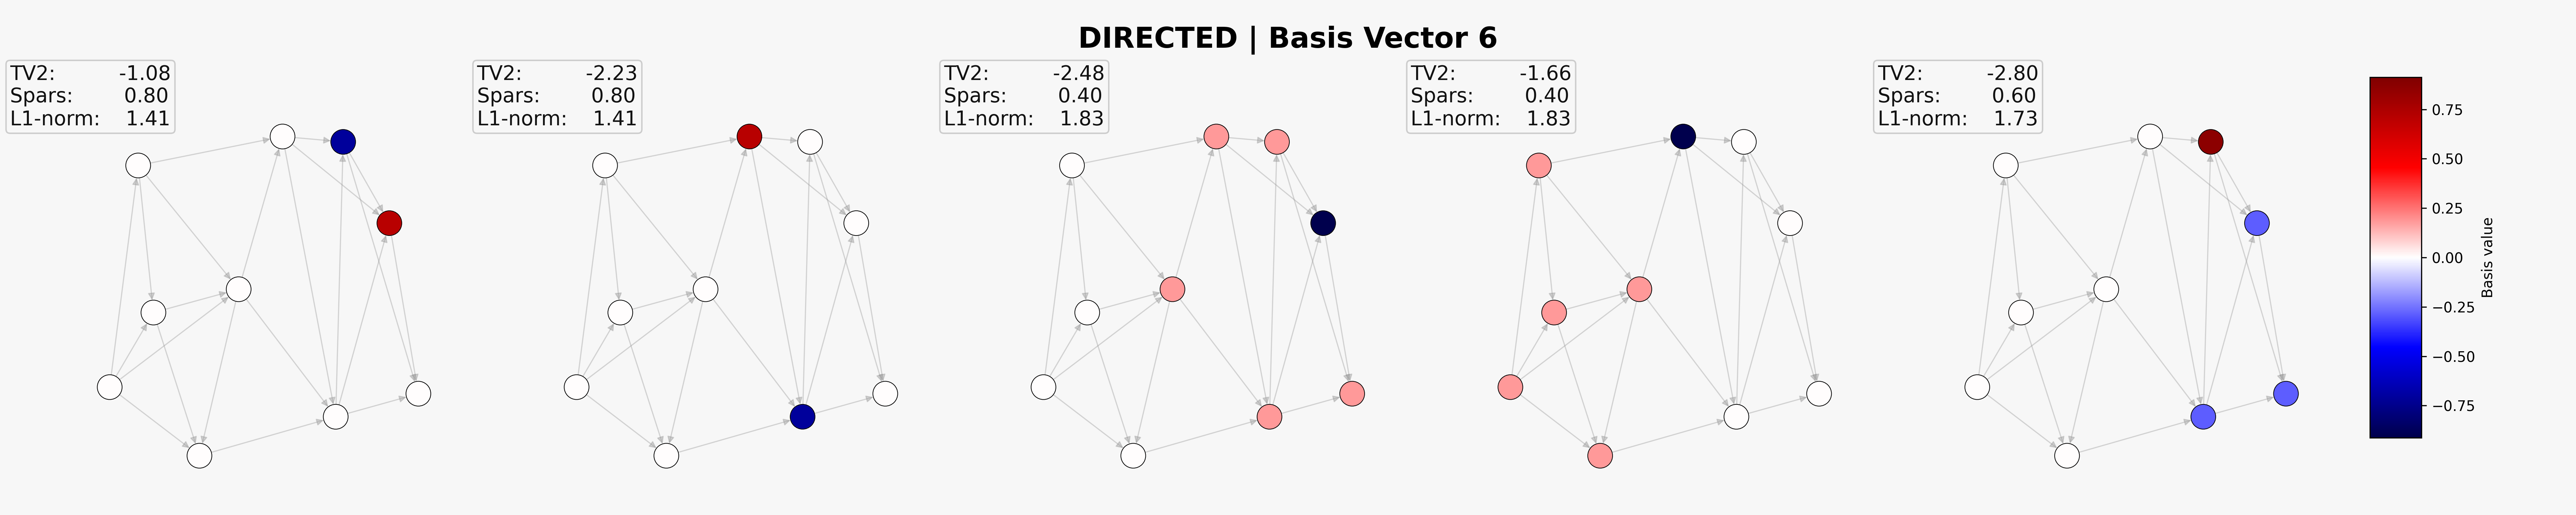 DIRECTED | Basis Vector 6
TV2: -1.08
Spars: 0.80
L1-norm: 1.41
TV2: -2.23
Spars: 0.80
L1-norm: 1.41
TV2: -2.48
Spars: 0.40
L1-norm: 1.83
TV2: -1.66
Spars: 0.40
L1-norm: 1.83
TV2: -2.80
Spars: 0.60
L1-norm: 1.73
0.75
0.50
0.25
0.00
−0.25
−0.50
−0.75
Basis value